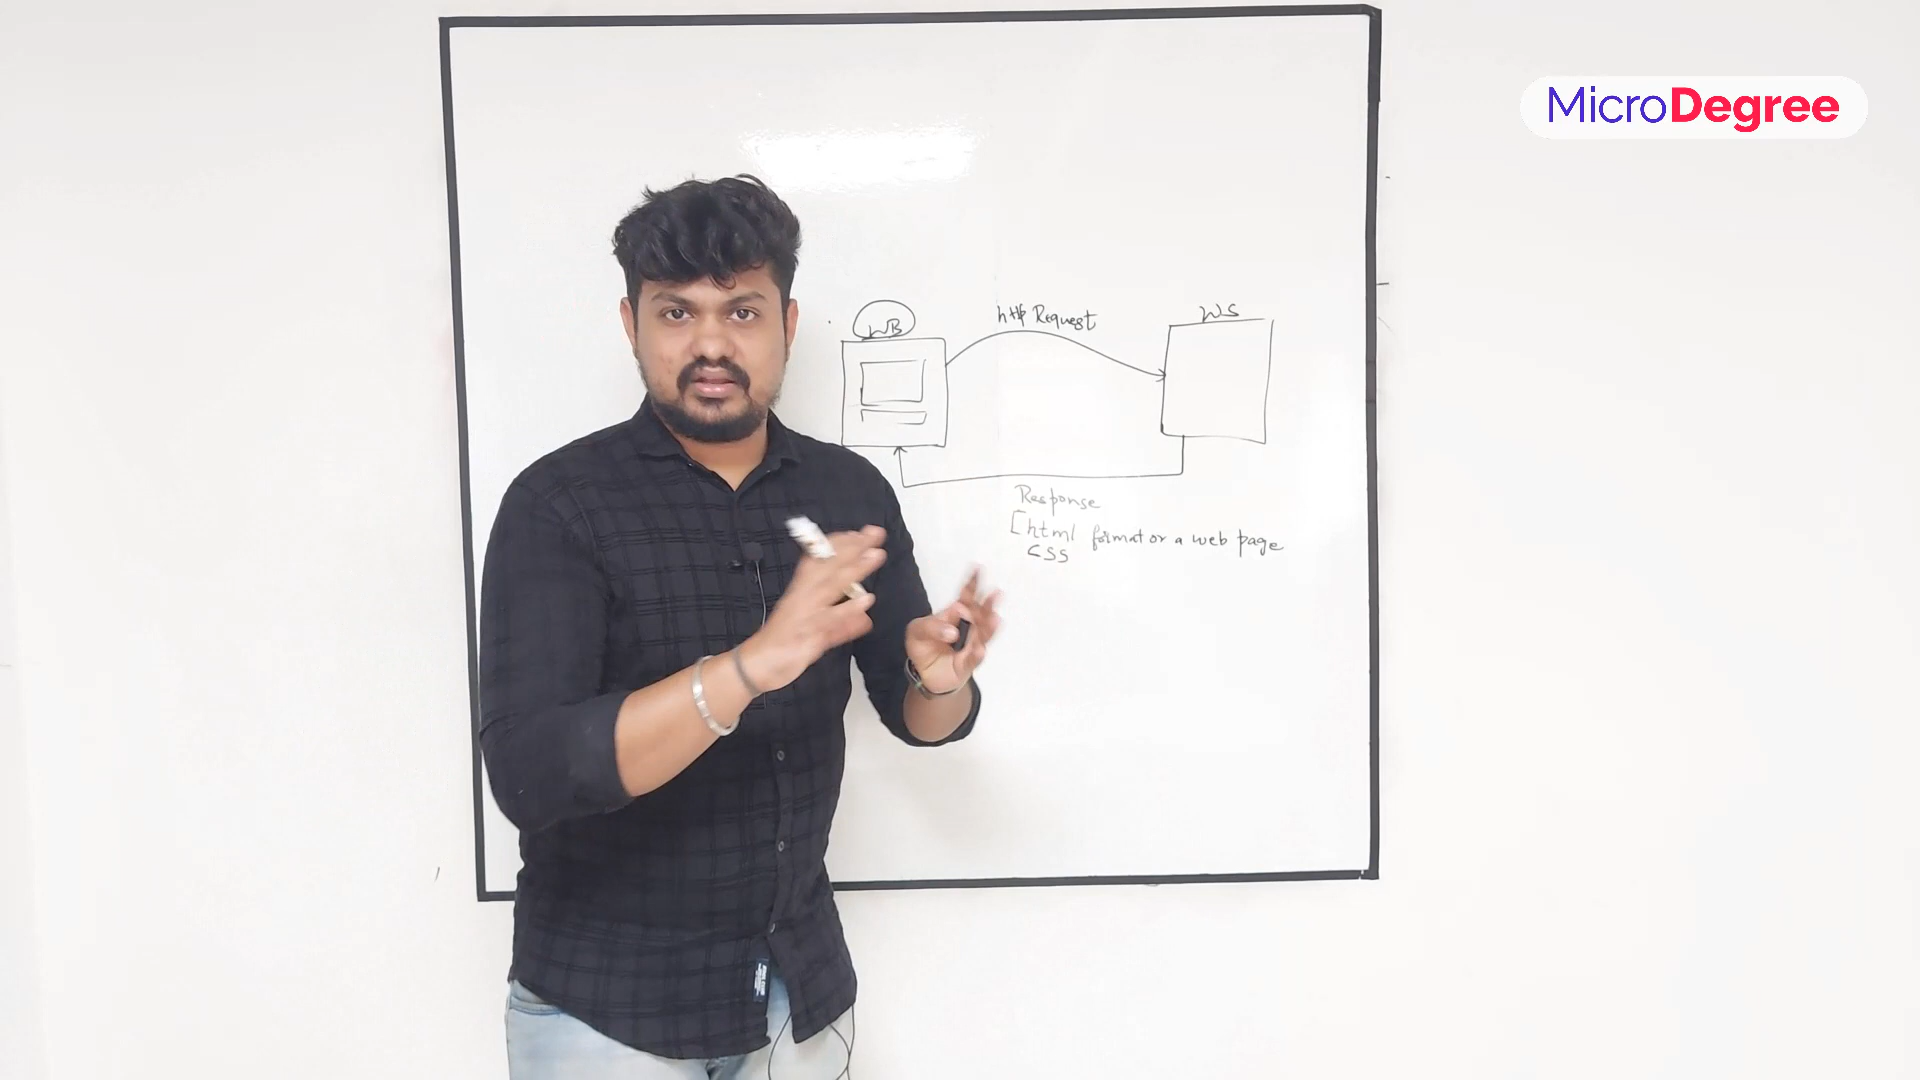 MicroDegree
WB
http Request
WS
Response
[html format or a web page
CSS